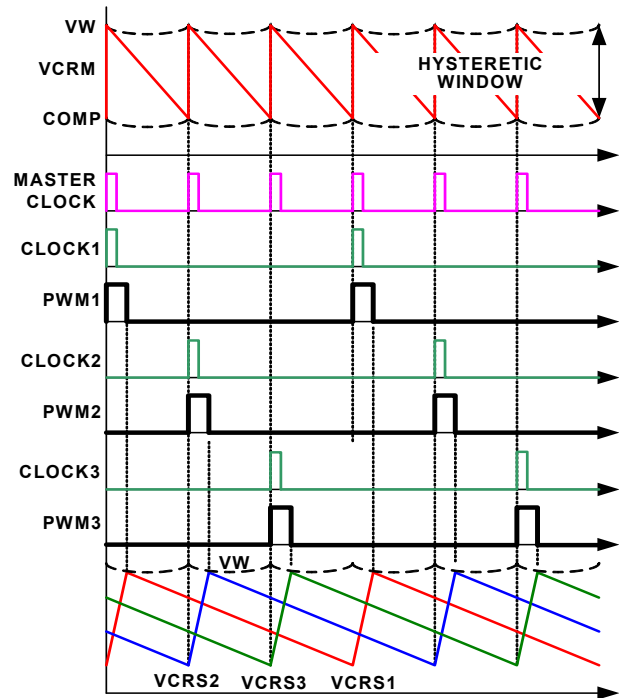 VW
VCRM
HYSTERETIC
WINDOW
COMP
MASTER
CLOCK
CLOCK1
PWM1
CLOCK2
PWM2
CLOCK3
PWM3
VW
VCRS2 VCRS3 VCRS1